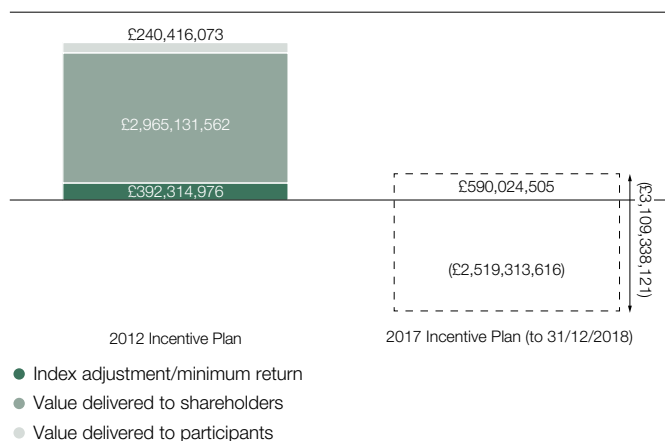 £240,416,073
£2,965,131,562
£392,314,976
£590,024,505
(£2,519,313,616)
(£3,109,338,121)
2012 Incentive Plan
2017 Incentive Plan (to 31/12/2018)
Index adjustment/minimum return
Value delivered to shareholders
Value delivered to participants